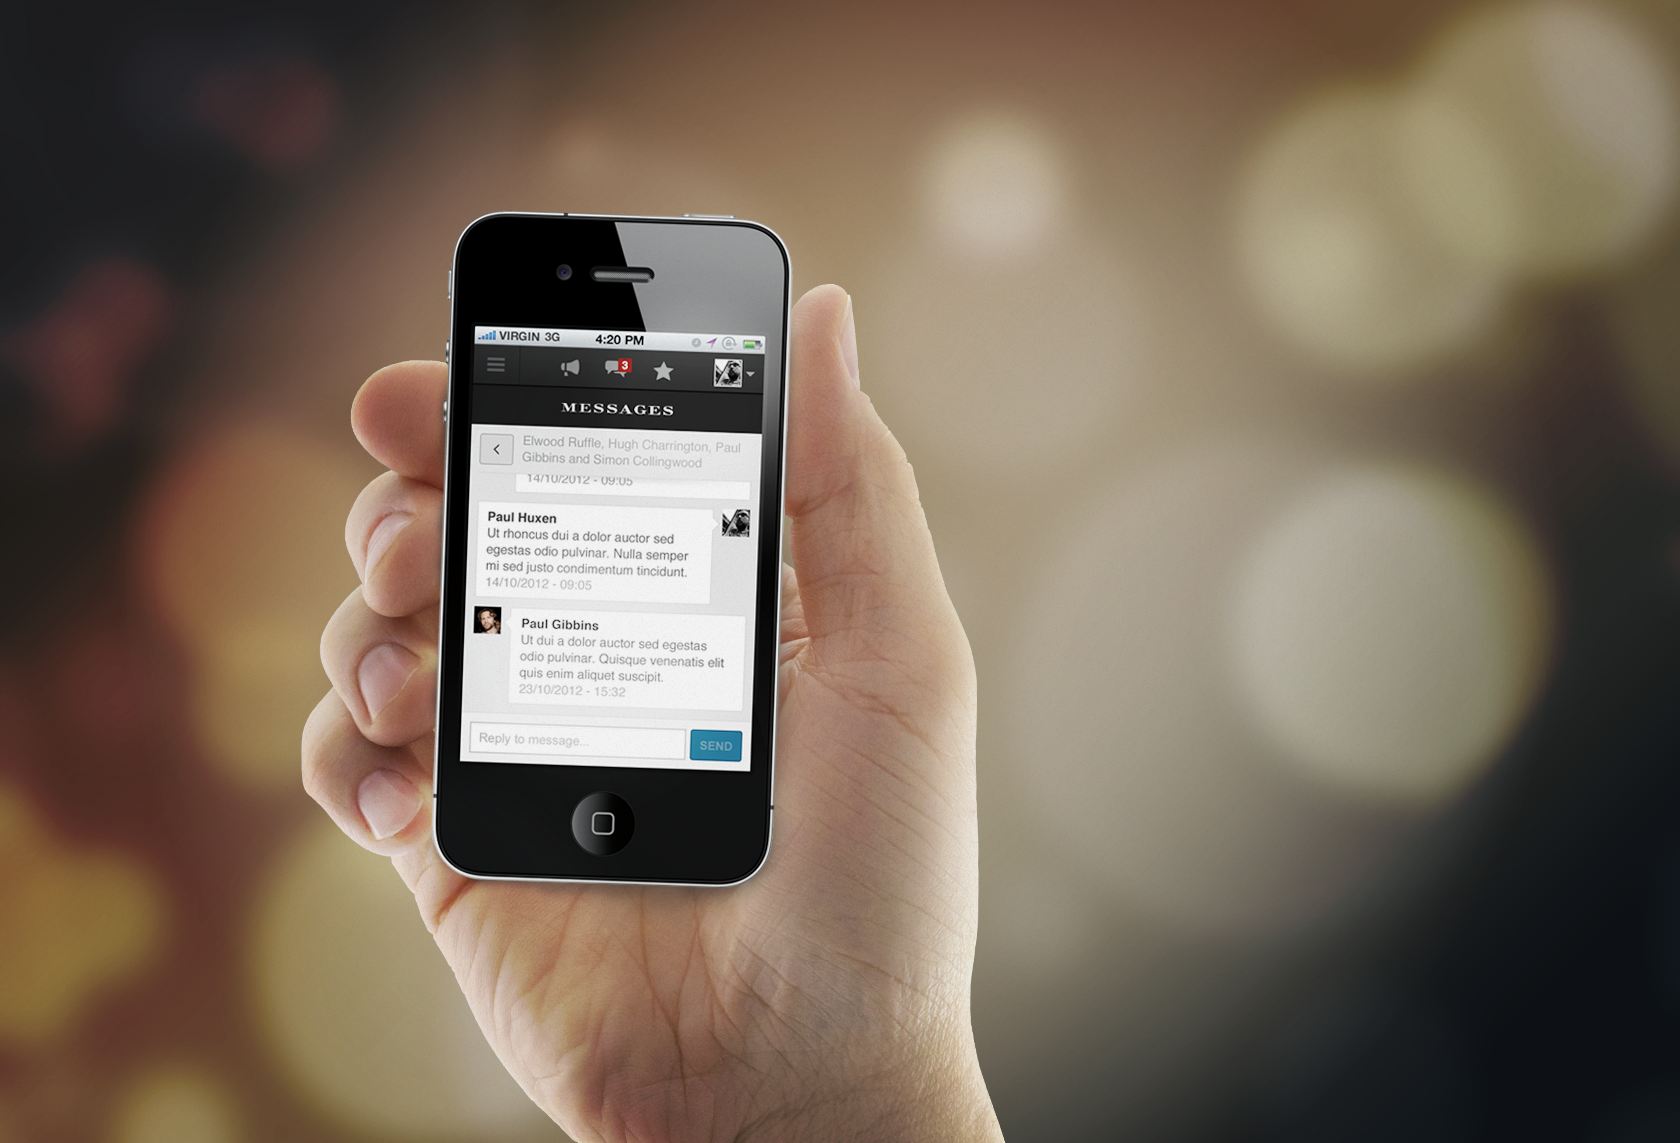 VIRGIN 3G 4:20 PM
3
MESSAGES
Elwood Ruffle, Hugh Charrington, Paul
Gibbins and Simon Collingwood
14/10/2012 - 09:05
Paul Huxen
Ut rhoncus dui a dolor auctor sed
egestas odio pulvinar. Nulla semper
mi sed justo condimentum tincidunt.
14/10/2012 - 09:05
Paul Gibbins
Ut dui a dolor auctor sed egestas
odio pulvinar. Quisque venenatis elit
quis enim aliquet suscipit.
23/10/2012 - 15:32
Reply to message...
SEND